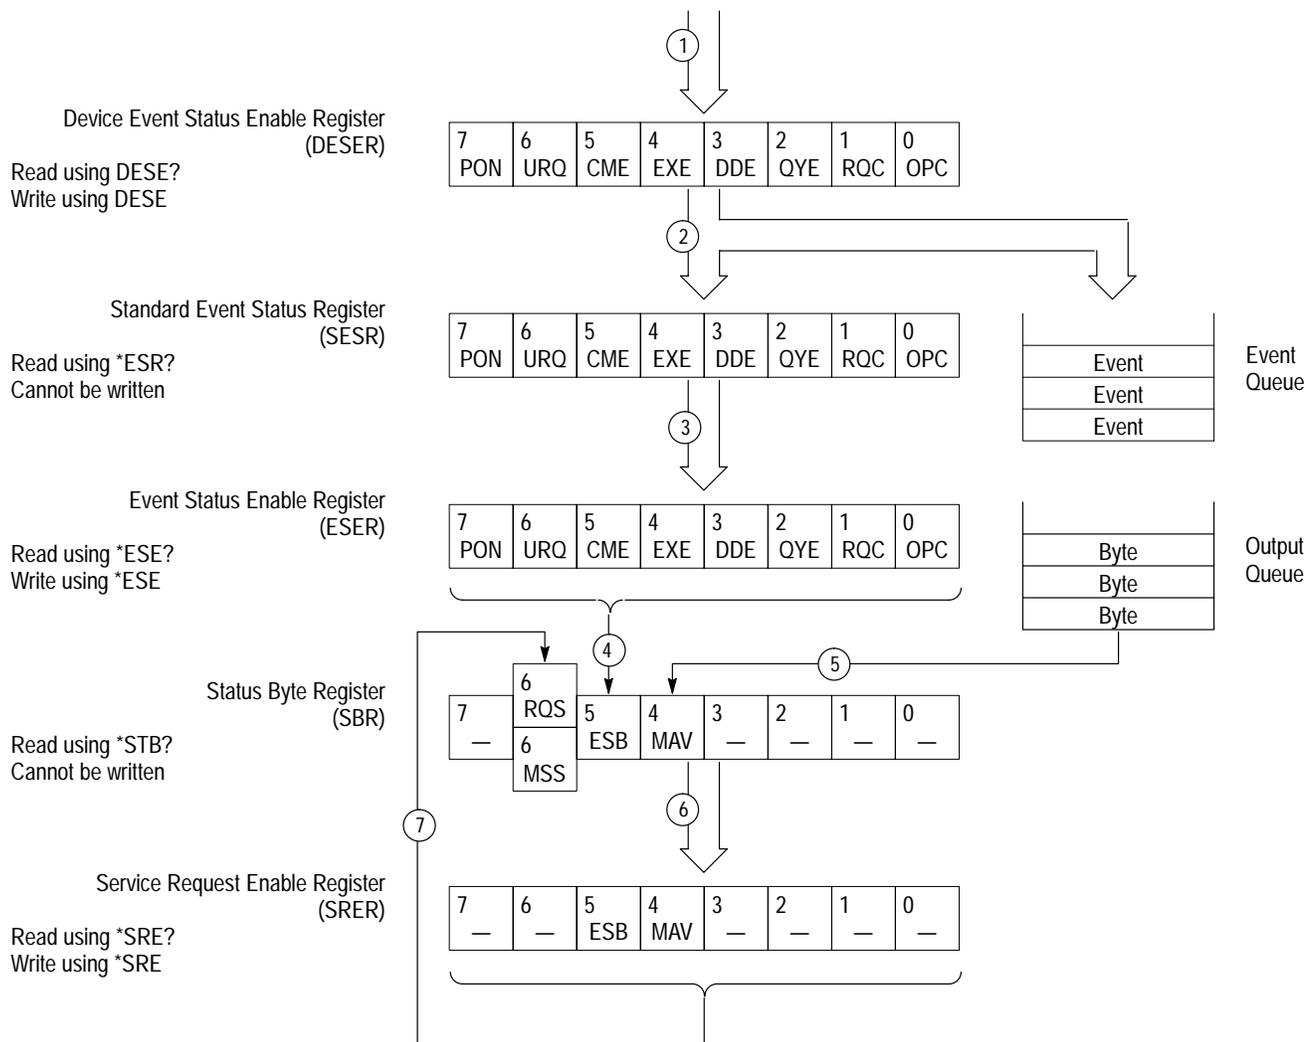 1
Device Event Status Enable Register
(DESER)
Read using DESE?
Write using DESE
7 6 5 4 3 2 1 0
PON URQ CME EXE DDE QYE RQC OPC
2
Standard Event Status Register
(SESR)
Read using *ESR?
Cannot be written
7 6 5 4 3 2 1 0
PON URQ CME EXE DDE QYE RQC OPC
Event
Event
Event
Event
Queue
3
Event Status Enable Register
(ESER)
Read using *ESE?
Write using *ESE
7 6 5 4 3 2 1 0
PON URQ CME EXE DDE QYE RQC OPC
Byte
Byte
Byte
Output
Queue
4
5
Status Byte Register
(SBR)
Read using *STB?
Cannot be written
6
RQS
7 5 4 3 2 1 0
— ESB MAV — — — —
6
MSS
7
6
Service Request Enable Register
(SRER)
Read using *SRE?
Write using *SRE
7 6 5 4 3 2 1 0
— — ESB MAV — — — —